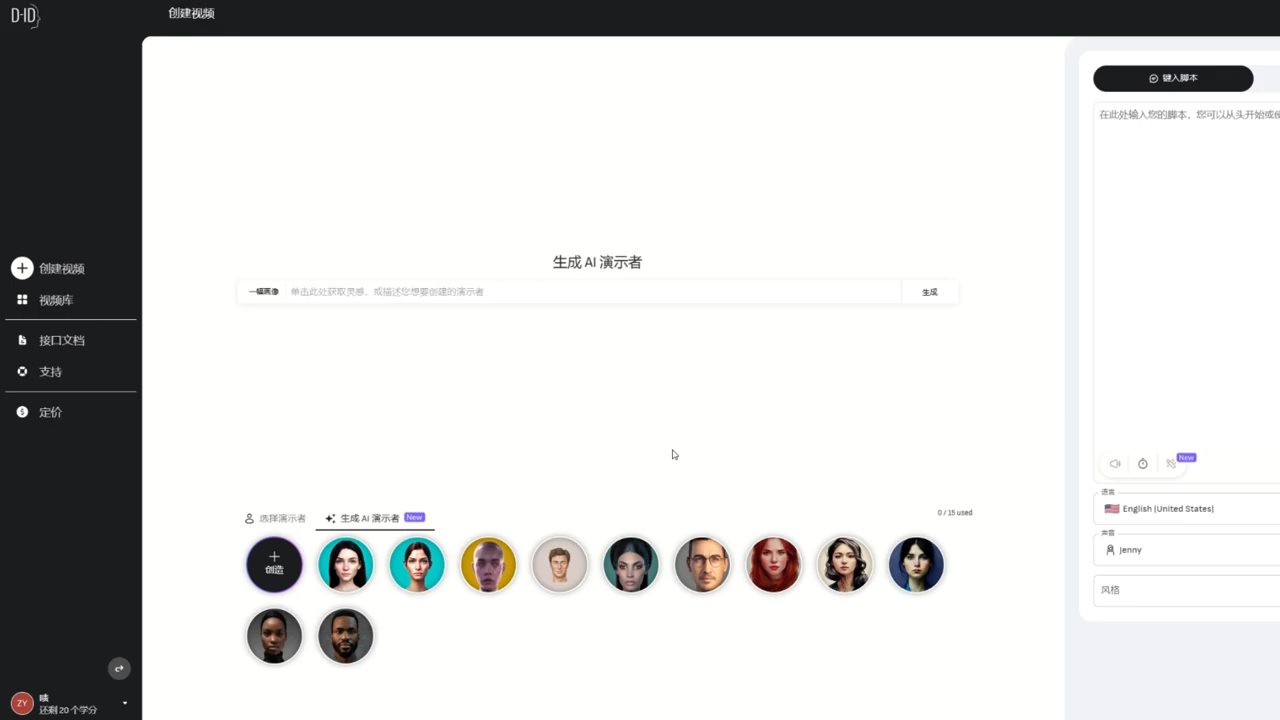 D-ID
创建视频
创建视频
视频库
接口文档
支持
定价
ZY
还剩 20 个学分
生成 AI 演示者
一幅画像
单击此处获取灵感，或描述您想要创建的演示者
生成
选择演示者
生成 AI 演示者
New
0 / 15 used
创造
键入脚本
在此处输入您的脚本，您可以从头开始或
New
语言
English (United States)
声音
Jenny
风格